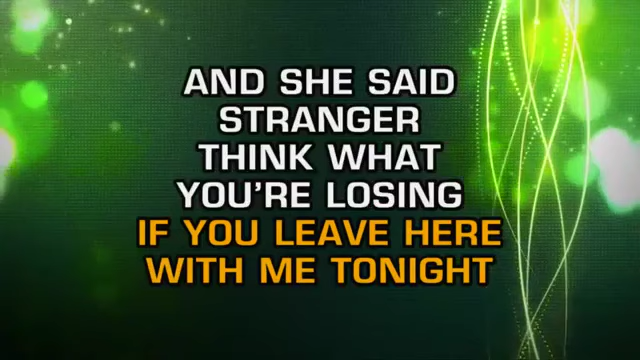 AND SHE SAID
STRANGER
THINK WHAT
YOU'RE LOSING
IF YOU LEAVE HERE
WITH ME TONIGHT